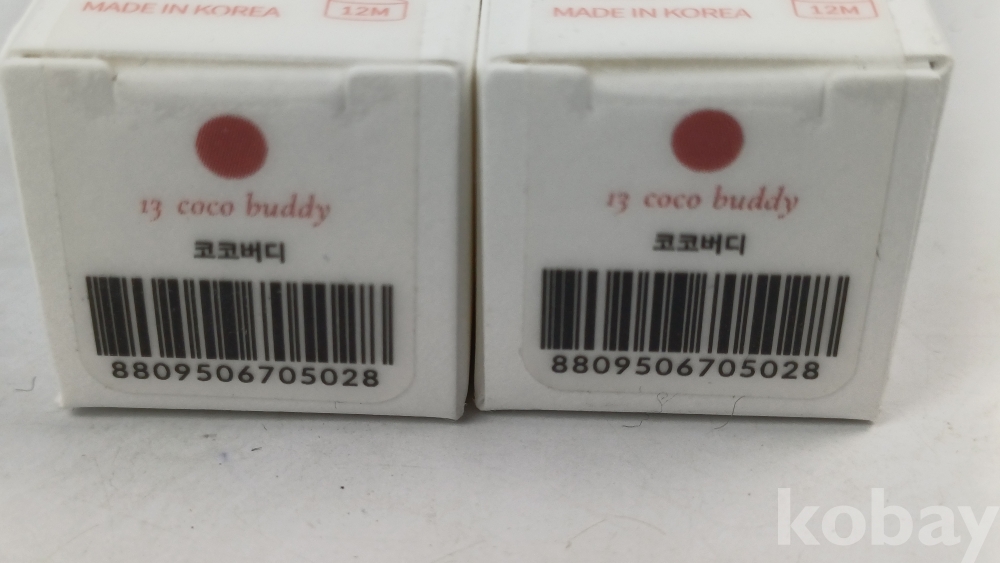 MADE IN KOREA 12M
13 coco buddy
코코버디
8809506705028
MADE IN KOREA 12M
13 coco buddy
코코버디
8809506705028
kobay